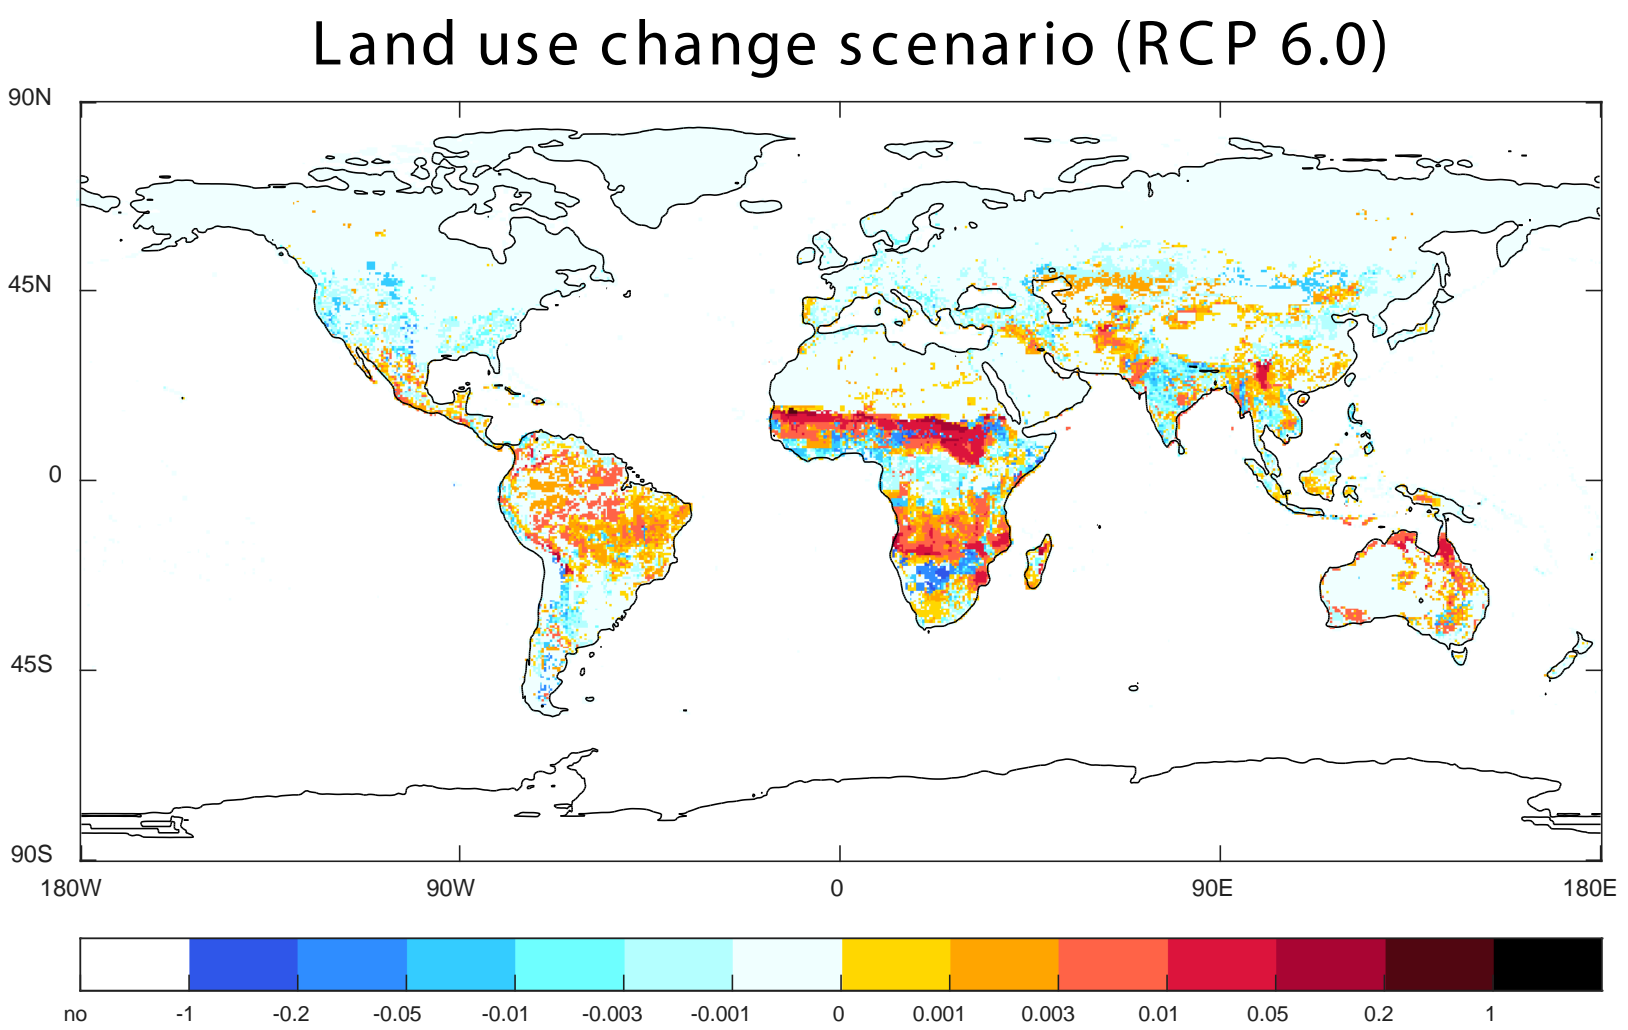 Land use change scenario (RCP 6.0)
90N
45N
0
45S
90S
180W 90W 0 90E 180E
no -1 -0.2 -0.05 -0.01 -0.003 -0.001 0 0.001 0.003 0.01 0.05 0.2 1